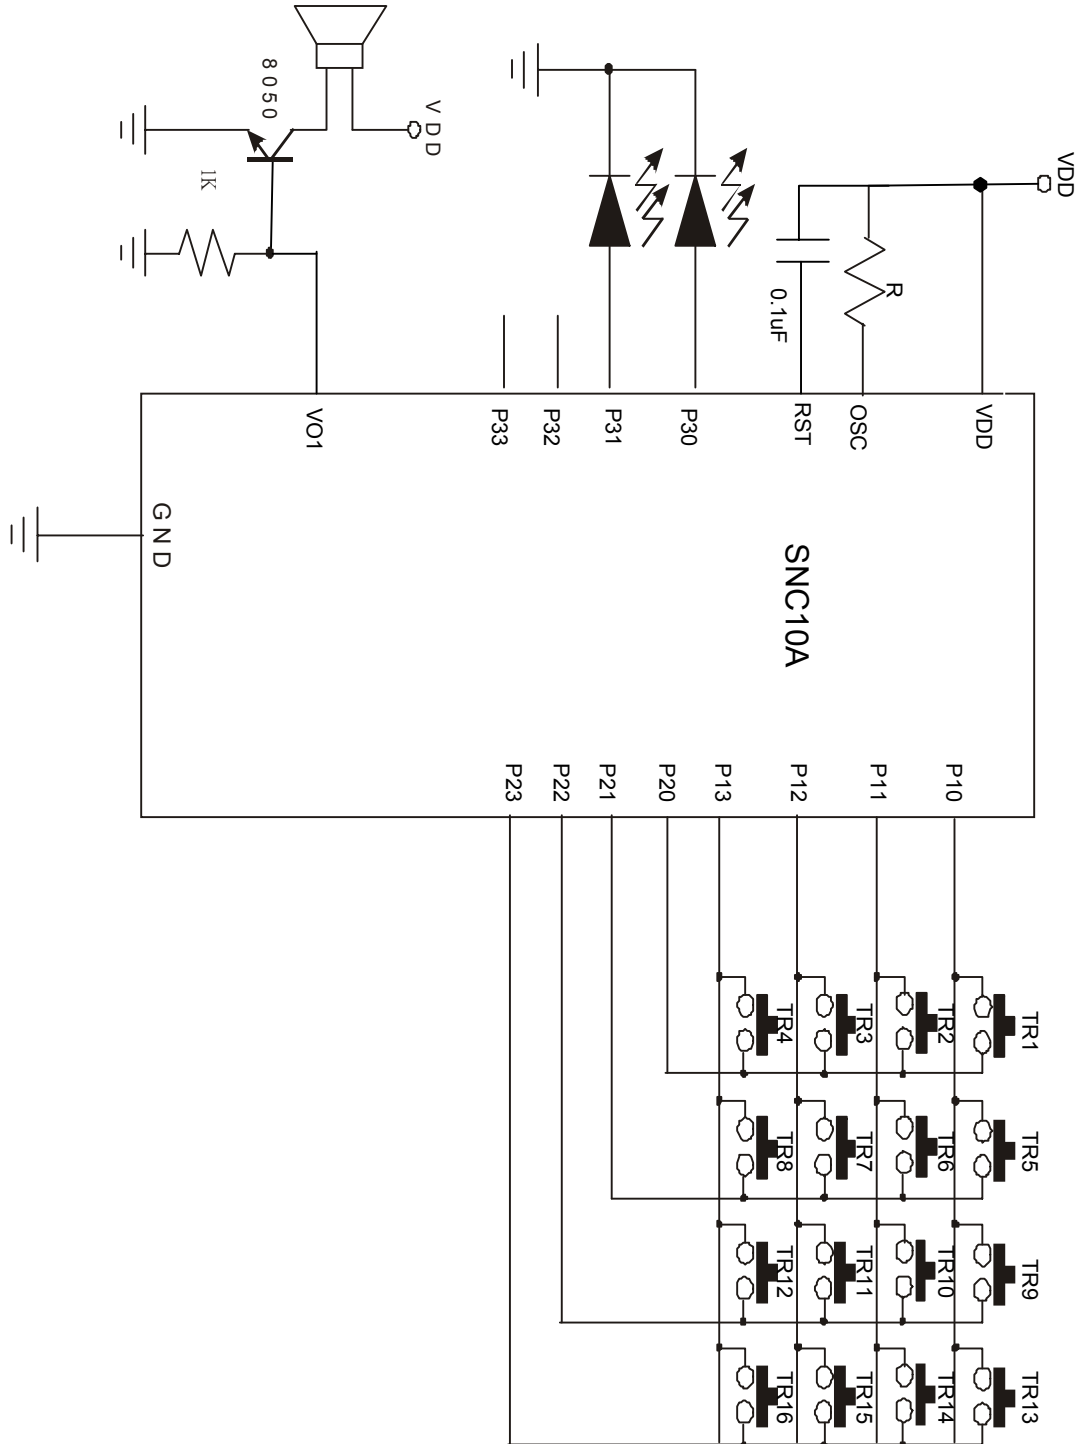 8050
VDD
1K
VDD
R
0.1uF
VO1
P33
P32
P31
P30
RST
OSC
VDD
GND
SNC10A
P23
P22
P21
P20
P13
P12
P11
P10
TR4
TR3
TR2
TR1
TR8
TR7
TR6
TR5
TR12
TR11
TR10
TR9
TR16
TR15
TR14
TR13